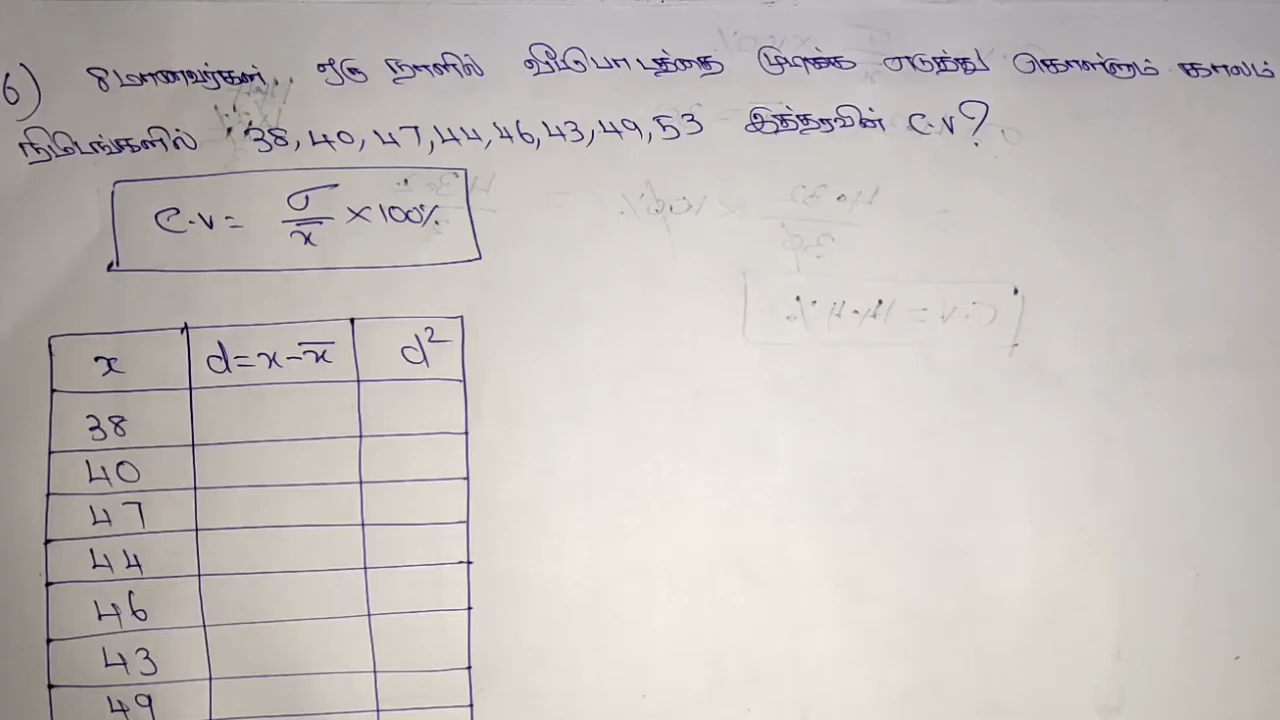 6) 8 மாணவர்கள் ஒரு நாளில் வீட்டுபாடத்தை முடிக்க எடுத்து கொள்ளும் காலம்
நிமிடங்களில் 38, 40, 47, 44, 46, 43, 49, 53 இத்தரவின் C.V?
C.V = σ/x̅ × 100%
x d = x - x̅ d²
38
40
47
44
46
43
49